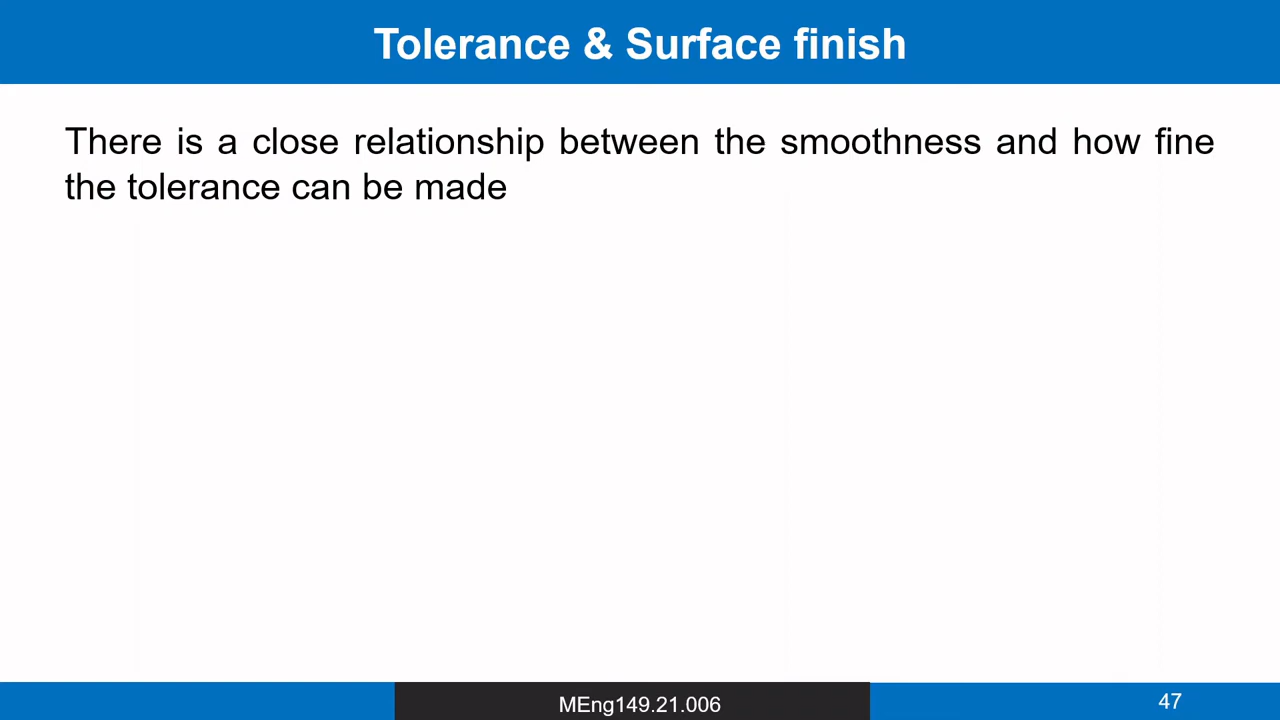 Tolerance & Surface finish
There is a close relationship between the smoothness and how fine
the tolerance can be made
MEng149.21.006
47